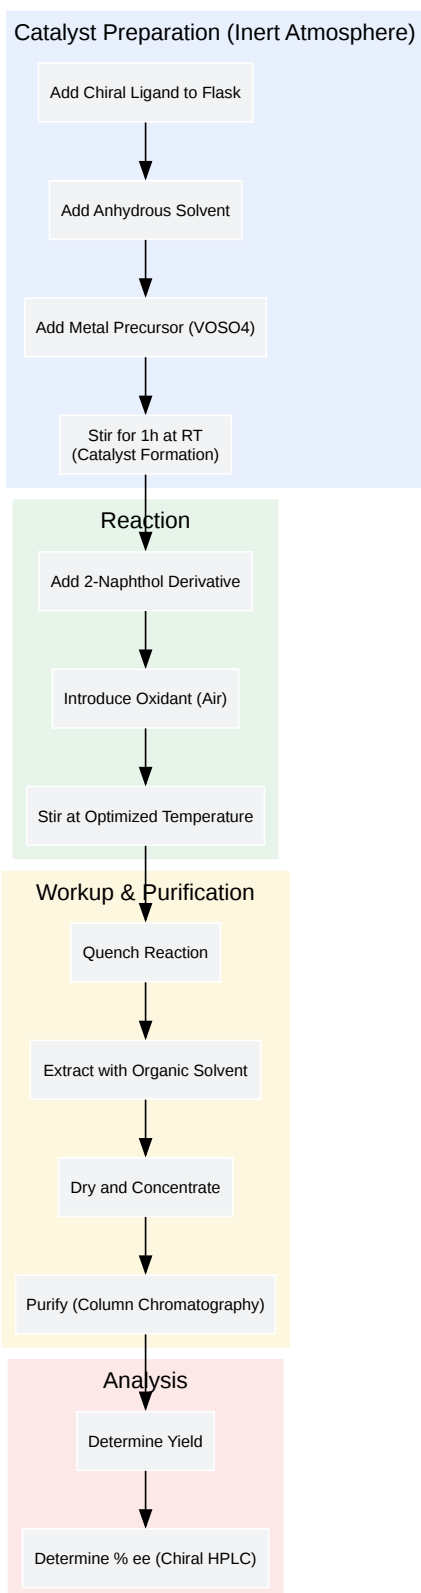 Catalyst Preparation (Inert Atmosphere)
Add Chiral Ligand to Flask
Add Anhydrous Solvent
Add Metal Precursor (VOSO4)
Stir for 1h at RT
(Catalyst Formation)
Reaction
Add 2-Naphthol Derivative
Introduce Oxidant (Air)
Stir at Optimized Temperature
Workup & Purification
Quench Reaction
Extract with Organic Solvent
Dry and Concentrate
Purify (Column Chromatography)
Analysis
Determine Yield
Determine % ee (Chiral HPLC)